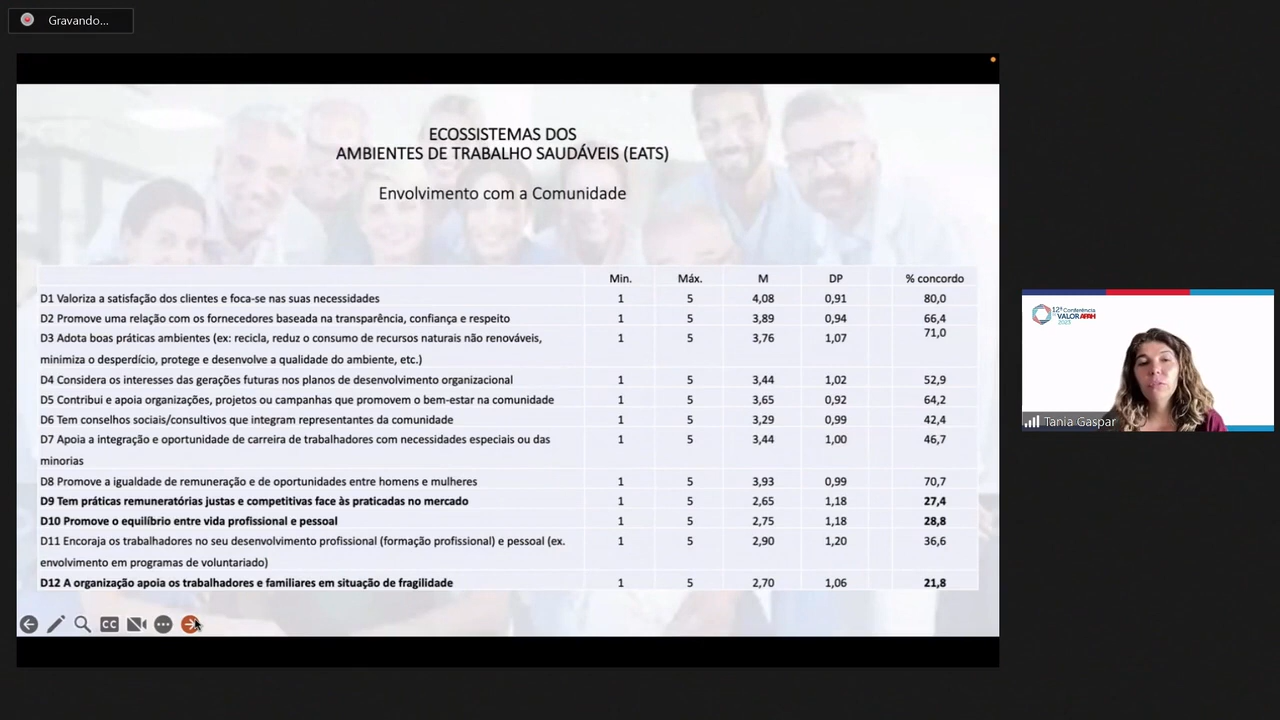 Gravando...
ECOSSISTEMAS DOS
AMBIENTES DE TRABALHO SAUDÁVEIS (EATS)
Envolvimento com a Comunidade
Min. Máx. M DP % concordo
D1 Valoriza a satisfação dos clientes e foca-se nas suas necessidades 1 5 4,08 0,91 80,0
D2 Promove uma relação com os fornecedores baseada na transparência, confiança e respeito 1 5 3,89 0,94 66,4
D3 Adota boas práticas ambientes (ex: recicla, reduz o consumo de recursos naturais não renováveis, 1 5 3,76 1,07 71,0
minimiza o desperdício, protege e desenvolve a qualidade do ambiente, etc.)
D4 Considera os interesses das gerações futuras nos planos de desenvolvimento organizacional 1 5 3,44 1,02 52,9
D5 Contribui e apoia organizações, projetos ou campanhas que promovem o bem-estar na comunidade 1 5 3,65 0,92 64,2
D6 Tem conselhos sociais/consultivos que integram representantes da comunidade 1 5 3,29 0,99 42,4
D7 Apoia a integração e oportunidade de carreira de trabalhadores com necessidades especiais ou das 1 5 3,44 1,00 46,7
minorias
D8 Promove a igualdade de remuneração e de oportunidades entre homens e mulheres 1 5 3,93 0,99 70,7
D9 Tem práticas remuneratórias justas e competitivas face às praticadas no mercado 1 5 2,65 1,18 27,4
D10 Promove o equilíbrio entre vida profissional e pessoal 1 5 2,75 1,18 28,8
D11 Encoraja os trabalhadores no seu desenvolvimento profissional (formação profissional) e pessoal (ex. 1 5 2,90 1,20 36,6
envolvimento em programas de voluntariado)
D12 A organização apoia os trabalhadores e familiares em situação de fragilidade 1 5 2,70 1,06 21,8
CC
12ª Conferência
VALOR APAH
2023
Tania Gaspar